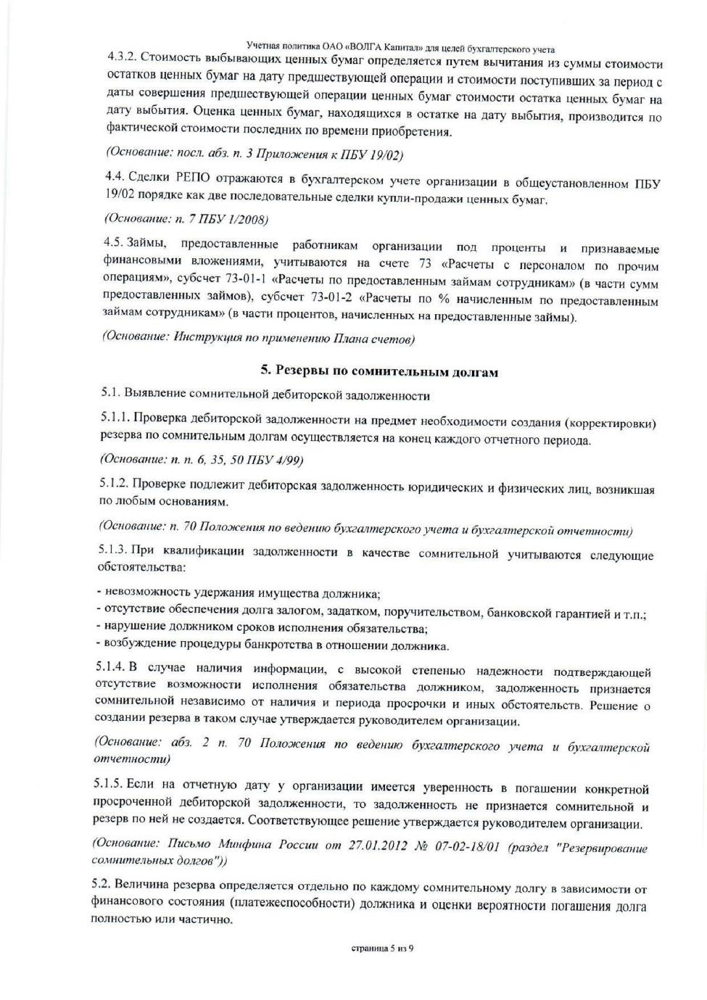 Учетная политика ОАО «ВОЛГА Капитал» для целей бухгалтерского учета
4.3.2. Стоимость выбывающих ценных бумаг определяется путем вычитания из суммы стоимости
остатков ценных бумаг на дату предшествующей операции и стоимости поступивших за период с
даты совершения предшествующей операции ценных бумаг стоимости остатка ценных бумаг на
дату выбытия. Оценка ценных бумаг, находящихся в остатке на дату выбытия, производится по
фактической стоимости последних по времени приобретения.
(Основание: посл. абз. п. 3 Приложения к ПБУ 19/02)
4.4. Сделки РЕПО отражаются в бухгалтерском учете организации в общеустановленном ПБУ
19/02 порядке как две последовательные сделки купли-продажи ценных бумаг.
(Основание: п. 7 ПБУ 1/2008)
4.5. Займы, предоставленные работникам организации под проценты и признаваемые
финансовыми вложениями, учитываются на счете 73 «Расчеты с персоналом по прочим
операциям», субсчет 73-01-1 «Расчеты по предоставленным займам сотрудникам» (в части сумм
предоставленных займов), субсчет 73-01-2 «Расчеты по % начисленным по предоставленным
займам сотрудникам» (в части процентов, начисленных на предоставленные займы).
(Основание: Инструкция по применению Плана счетов)
5. Резервы по сомнительным долгам
5.1. Выявление сомнительной дебиторской задолженности
5.1.1. Проверка дебиторской задолженности на предмет необходимости создания (корректировки)
резерва по сомнительным долгам осуществляется на конец каждого отчетного периода.
(Основание: п. п. 6, 35, 50 ПБУ 4/99)
5.1.2. Проверке подлежит дебиторская задолженность юридических и физических лиц, возникшая
по любым основаниям.
(Основание: п. 70 Положения по ведению бухгалтерского учета и бухгалтерской отчетности)
5.1.3. При квалификации задолженности в качестве сомнительной учитываются следующие
обстоятельства:
- невозможность удержания имущества должника;
- отсутствие обеспечения долга залогом, задатком, поручительством, банковской гарантией и т.п.;
- нарушение должником сроков исполнения обязательства;
- возбуждение процедуры банкротства в отношении должника.
5.1.4. В случае наличия информации, с высокой степенью надежности подтверждающей
отсутствие возможности исполнения обязательства должником, задолженность признается
сомнительной независимо от наличия и периода просрочки и иных обстоятельств. Решение о
создании резерва в таком случае утверждается руководителем организации.
(Основание: абз. 2 п. 70 Положения по ведению бухгалтерского учета и бухгалтерской
отчетности)
5.1.5. Если на отчетную дату у организации имеется уверенность в погашении конкретной
просроченной дебиторской задолженности, то задолженность не признается сомнительной и
резерв по ней не создается. Соответствующее решение утверждается руководителем организации.
(Основание: Письмо Минфина России от 27.01.2012 № 07-02-18/01 (раздел "Резервирование
сомнительных долгов"))
5.2. Величина резерва определяется отдельно по каждому сомнительному долгу в зависимости от
финансового состояния (платежеспособности) должника и оценки вероятности погашения долга
полностью или частично.
страница 5 из 9